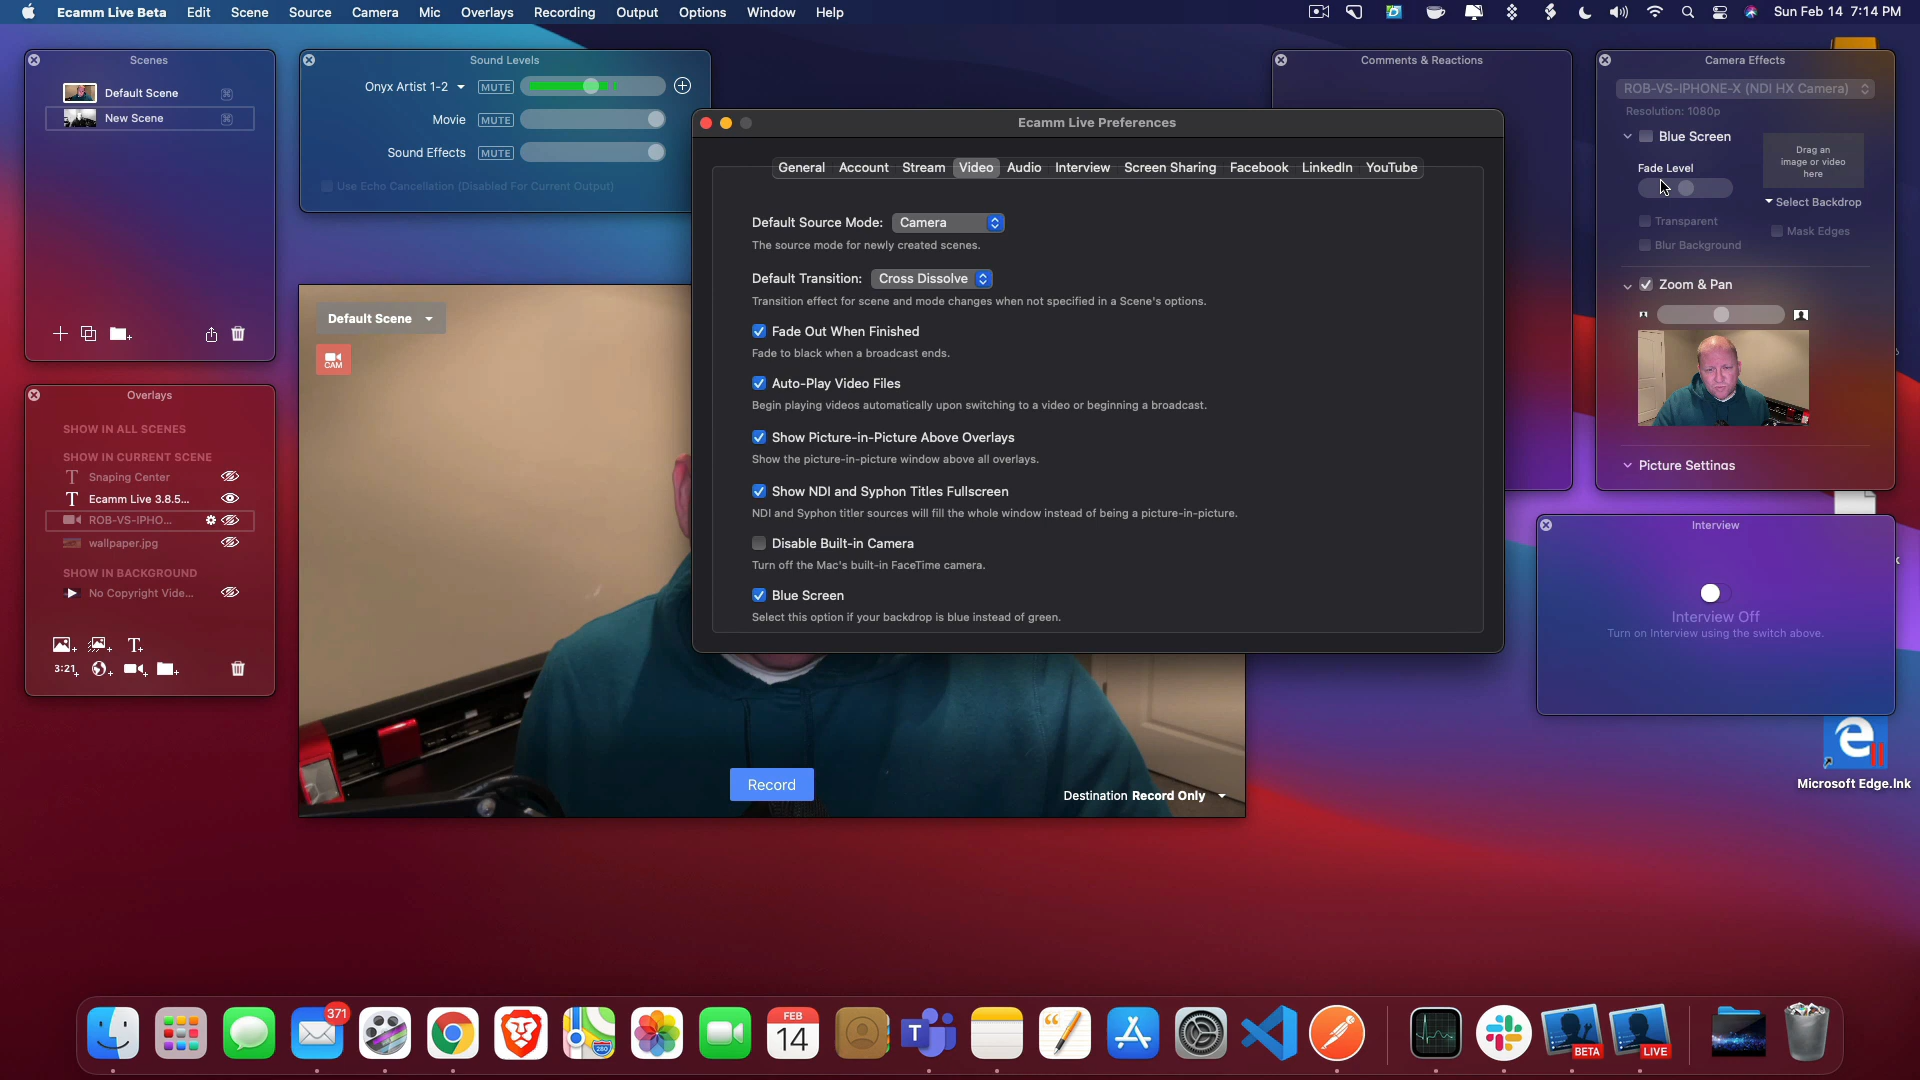 Ecamm Live Beta Edit Scene Source Camera Mic Overlays Recording Output Options Window Help
Sun Feb 14 7:14 PM
Scenes
Default Scene
New Scene
Sound Levels
Onyx Artist 1-2 MUTE
Movie MUTE
Sound Effects MUTE
Use Echo Cancellation (Disabled For Current Output)
Comments & Reactions
Camera Effects
ROB-VS-IPHONE-X (NDI HX Camera)
Resolution: 1080p
Blue Screen
Drag an
image or video
here
Fade Level
Select Backdrop
Transparent
Mask Edges
Blur Background
Zoom & Pan
Picture Settings
Ecamm Live Preferences
General Account Stream Video Audio Interview Screen Sharing Facebook LinkedIn YouTube
Default Source Mode: Camera
The source mode for newly created scenes.
Default Transition: Cross Dissolve
Transition effect for scene and mode changes when not specified in a Scene's options.
Fade Out When Finished
Fade to black when a broadcast ends.
Auto-Play Video Files
Begin playing videos automatically upon switching to a video or beginning a broadcast.
Show Picture-in-Picture Above Overlays
Show the picture-in-picture window above all overlays.
Show NDI and Syphon Titles Fullscreen
NDI and Syphon titler sources will fill the whole window instead of being a picture-in-picture.
Disable Built-in Camera
Turn off the Mac's built-in FaceTime camera.
Blue Screen
Select this option if your backdrop is blue instead of green.
Overlays
SHOW IN ALL SCENES
SHOW IN CURRENT SCENE
Snaping Center
Ecamm Live 3.8.5...
ROB-VS-IPHO...
wallpaper.jpg
SHOW IN BACKGROUND
No Copyright Vide...
3:21
Default Scene
CAM
Record
Destination Record Only
Interview
Interview Off
Turn on Interview using the switch above.
Microsoft Edge.lnk
371
FEB
14
280
BETA
LIVE